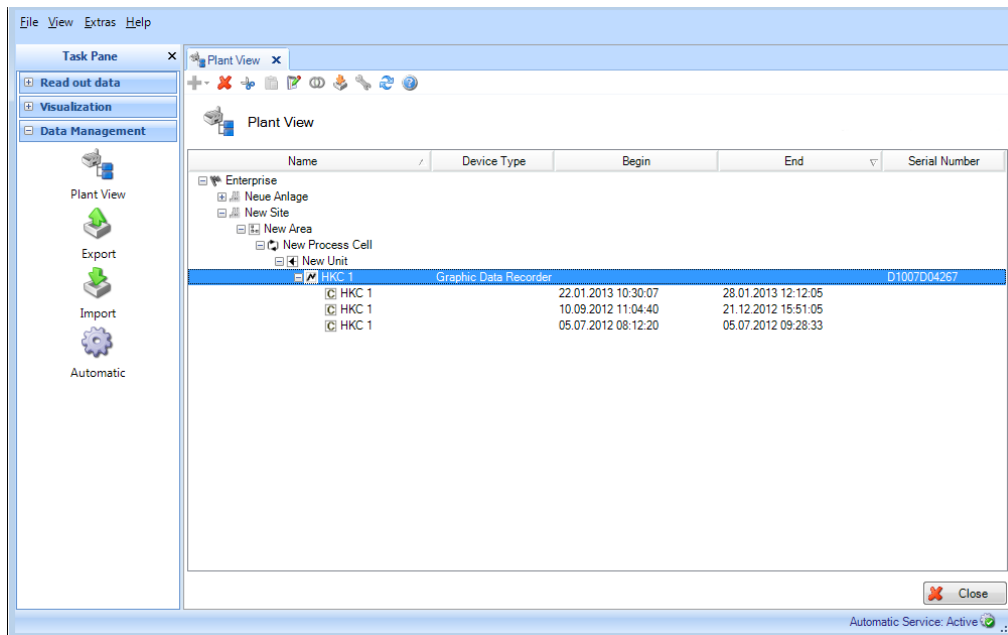 File View Extras Help
Task Pane
Plant View
Read out data
Visualization
Data Management
Plant View
Export
Import
Automatic
Plant View
Name Device Type Begin End Serial Number
Enterprise
Neue Anlage
New Site
New Area
New Process Cell
New Unit
HKC 1 Graphic Data Recorder D1007D04267
C HKC 1 22.01.2013 10:30:07 28.01.2013 12:12:05
C HKC 1 10.09.2012 11:04:40 21.12.2012 15:51:05
C HKC 1 05.07.2012 08:12:20 05.07.2012 09:28:33
Close
Automatic Service: Active